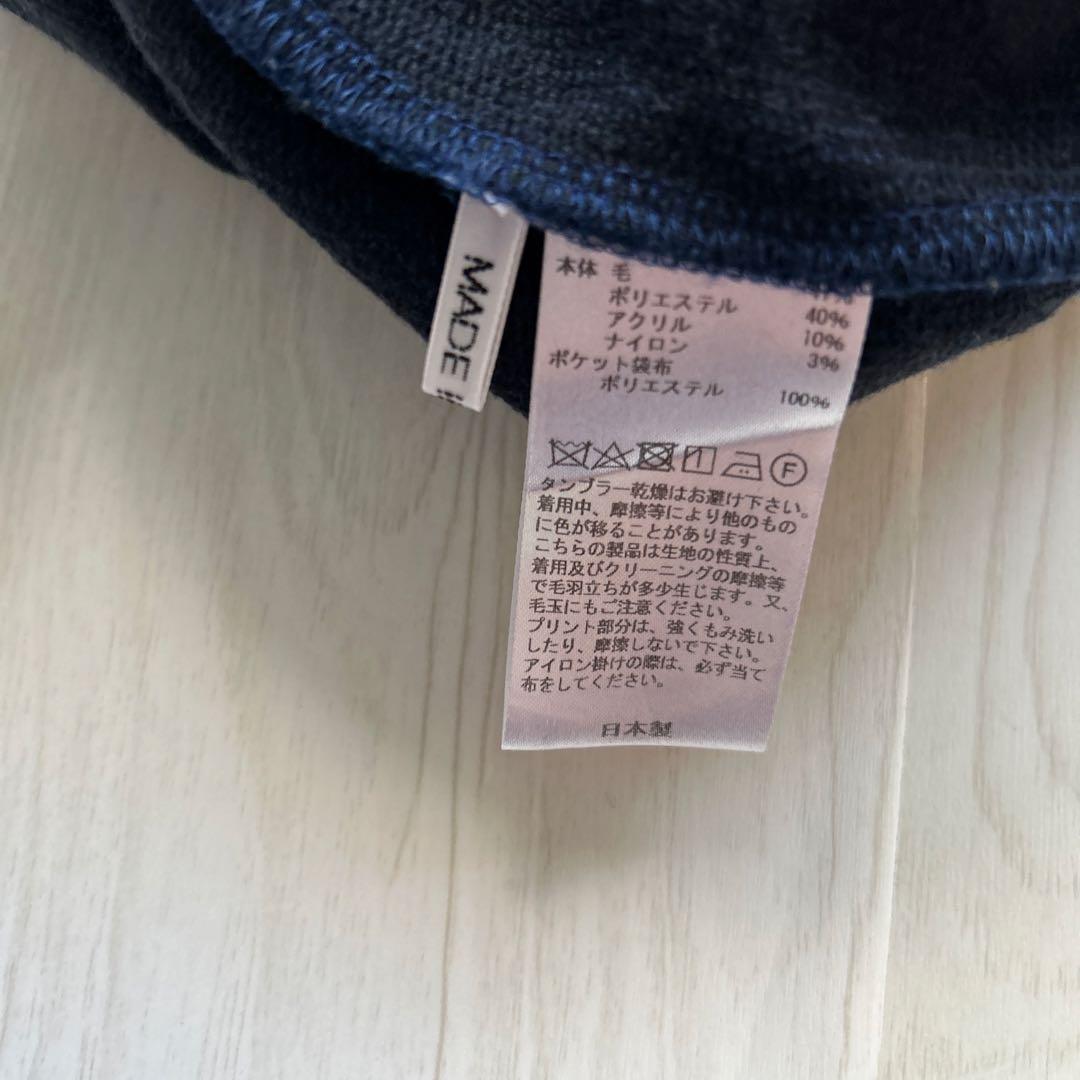 MADE
本体 毛 47%
ポリエステル 40%
アクリル 10%
ナイロン 3%
ポケット袋布
ポリエステル 100%
F
タンブラー乾燥はお避け下さい。
着用中、摩擦等により他のもの
に色が移ることがあります。
こちらの製品は生地の性質上、
着用及びクリーニングの摩擦等
で毛羽立ちが多少生じます。又、
毛玉にもご注意ください。
プリント部分は、強くもみ洗い
したり、摩擦しないで下さい。
アイロン掛けの際は、必ず当て
布をしてください。
日本製